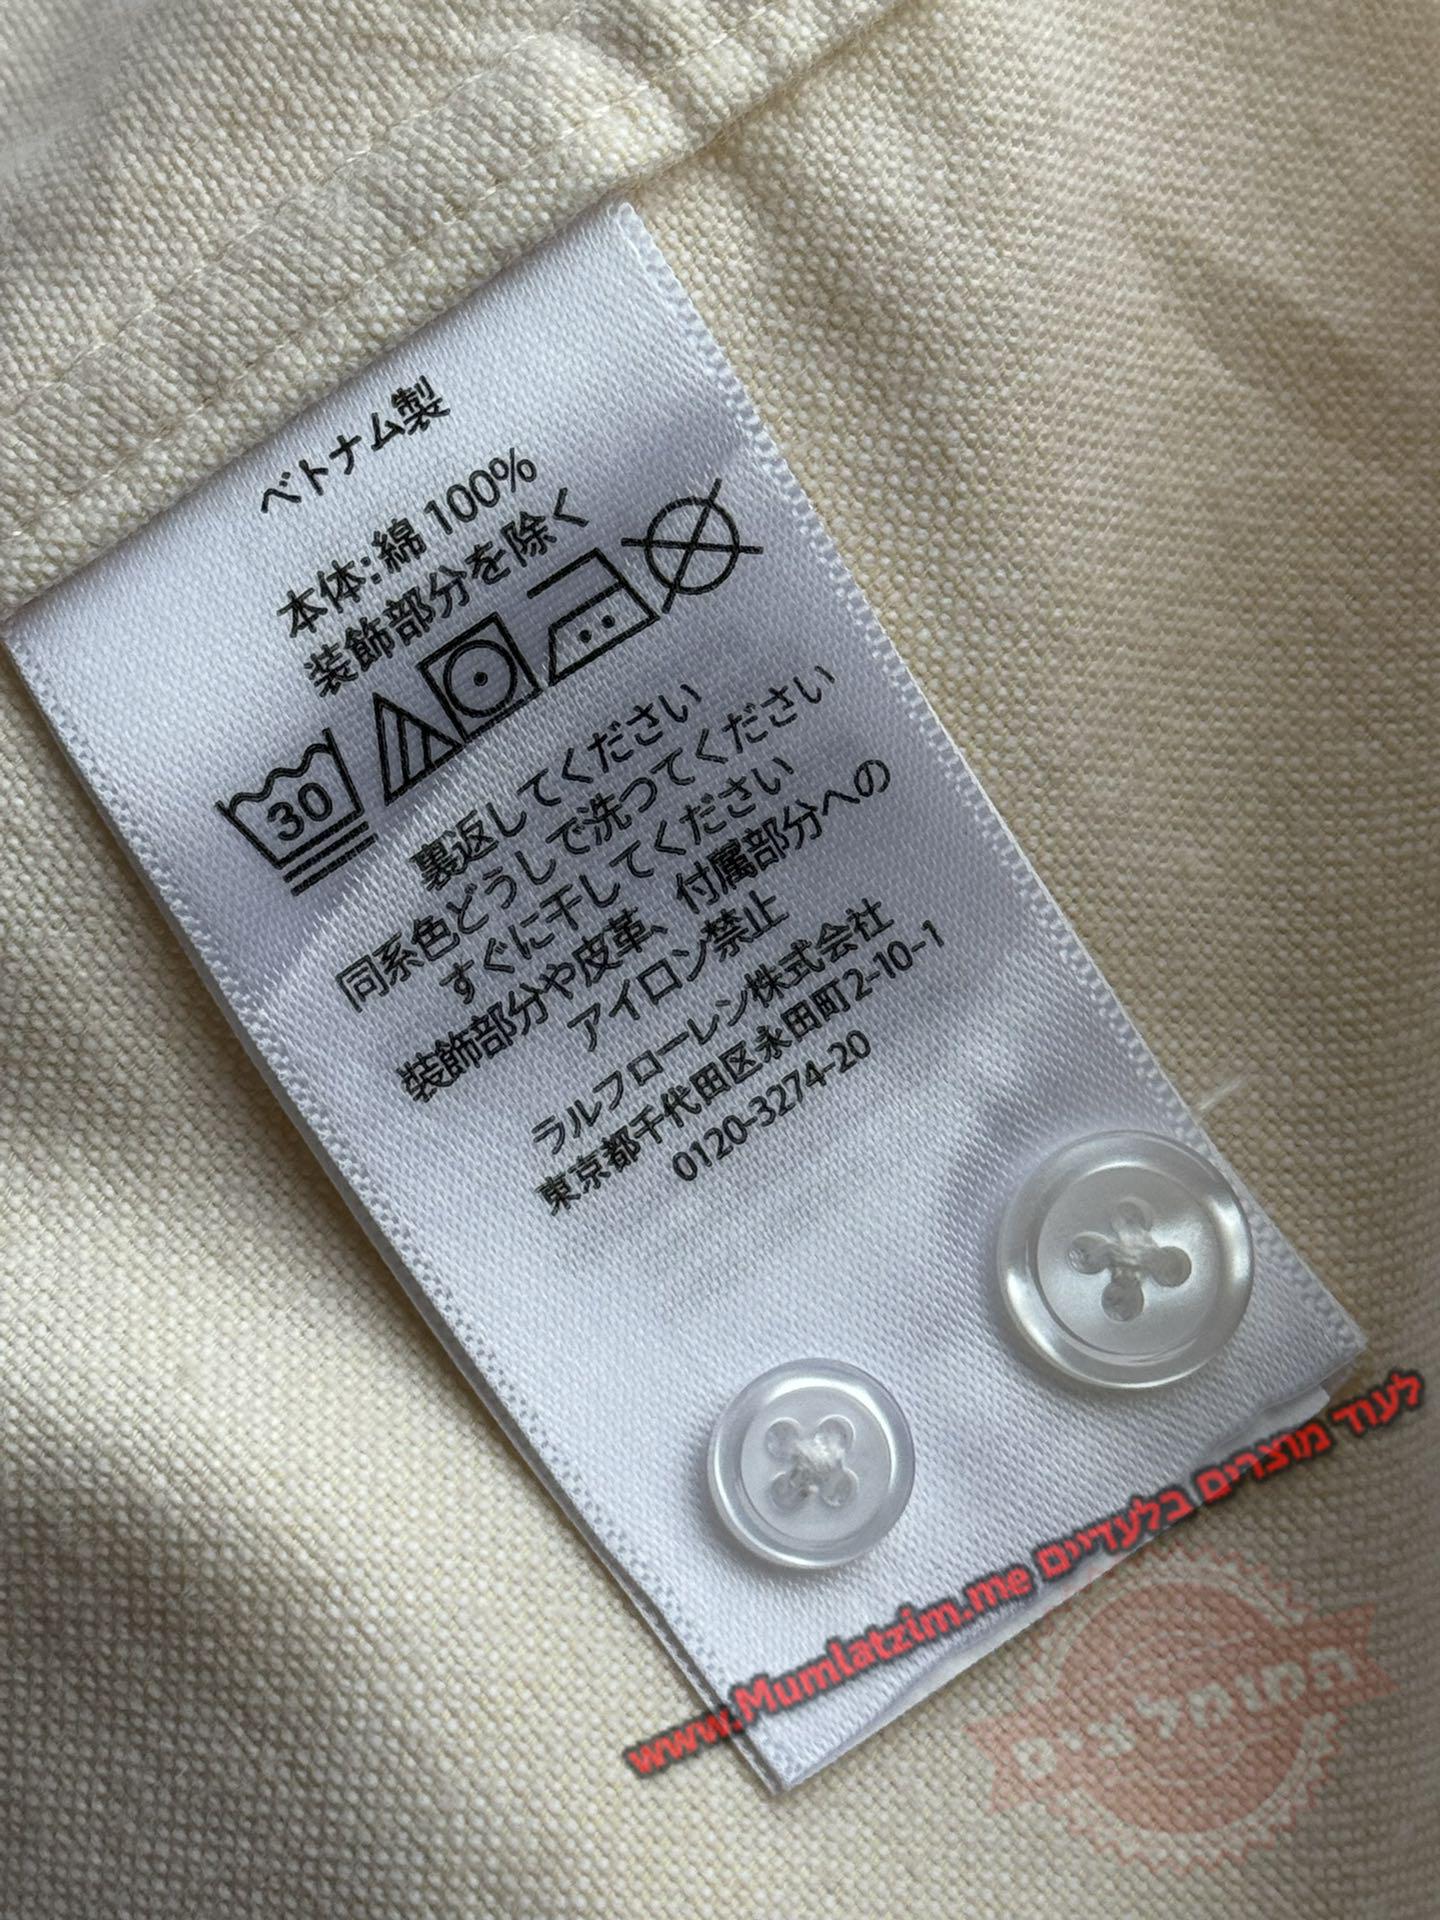 ベトナム製
本体:綿 100%
装飾部分を除く
30
裏返してください
同系色どうしで洗つてください
すぐに干してください
装飾部分や皮革、付属部分への
アイロン禁止
ラルフローレン株式会社
東京都千代田区永田町2-10-1
0120-3274-20
לעוד מוצרים בלעדיים www.Mumlatzim.me
המומלצים